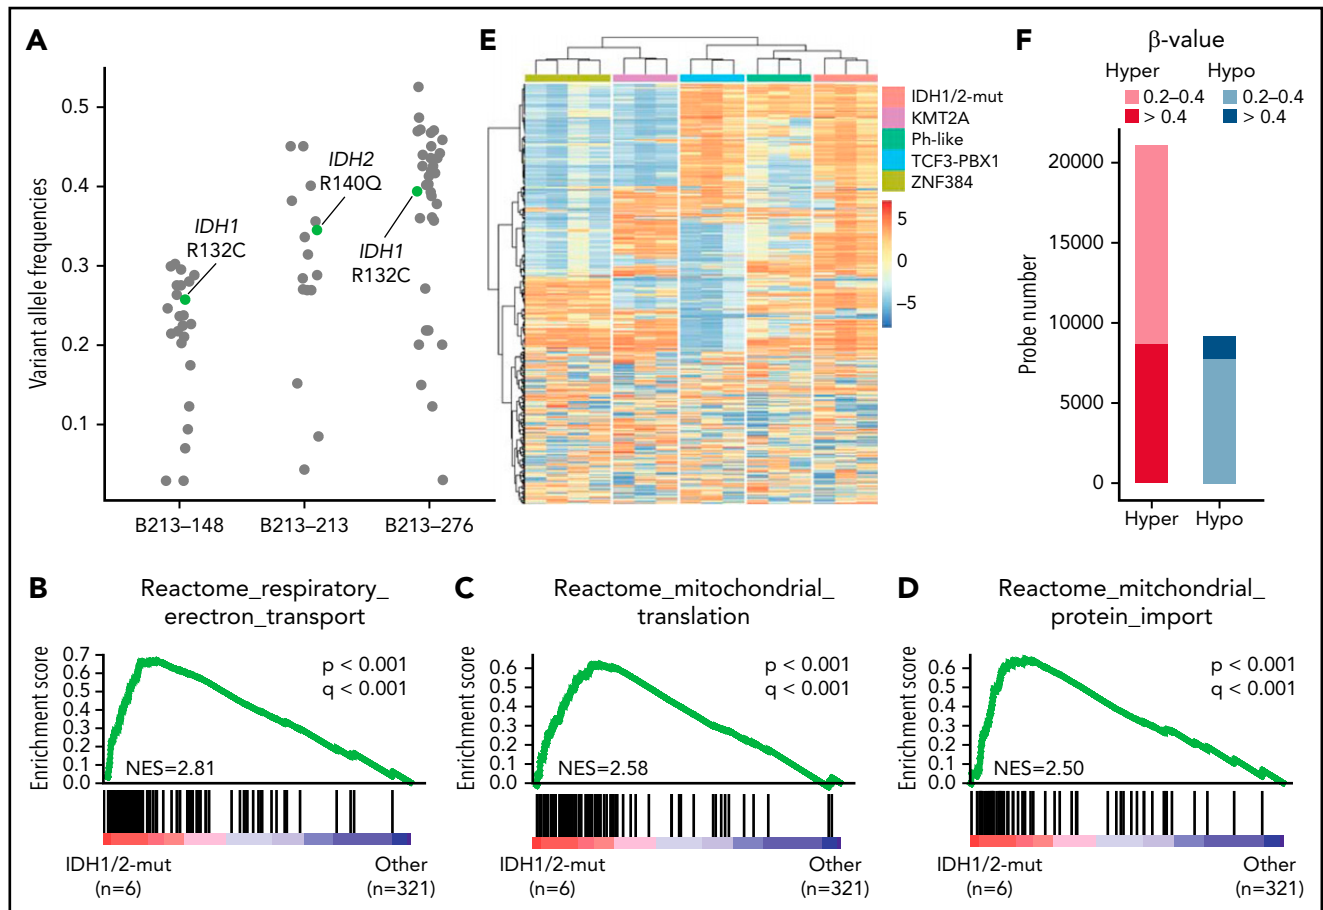 A
Variant allele frequencies
0.5
0.4
0.3
0.2
0.1
IDH1
R132C
IDH2
R140Q
IDH1
R132C
B213–148
B213–213
B213–276
E
IDH1/2-mut
KMT2A
Ph-like
TCF3-PBX1
ZNF384
5
0
–5
F
β-value
Hyper
Hypo
0.2–0.4
0.2–0.4
> 0.4
> 0.4
Probe number
20000
15000
10000
5000
0
Hyper
Hypo
B
Reactome_respiratory_
erectron_transport
Enrichment score
0.7
0.6
0.5
0.4
0.3
0.2
0.1
0.0
p < 0.001
q < 0.001
NES=2.81
IDH1/2-mut
(n=6)
Other
(n=321)
C
Reactome_mitochondrial_
translation
Enrichment score
0.6
0.5
0.4
0.3
0.2
0.1
0.0
p < 0.001
q < 0.001
NES=2.58
IDH1/2-mut
(n=6)
Other
(n=321)
D
Reactome_mitchondrial_
protein_import
Enrichment score
0.6
0.5
0.4
0.3
0.2
0.1
0.0
p < 0.001
q < 0.001
NES=2.50
IDH1/2-mut
(n=6)
Other
(n=321)